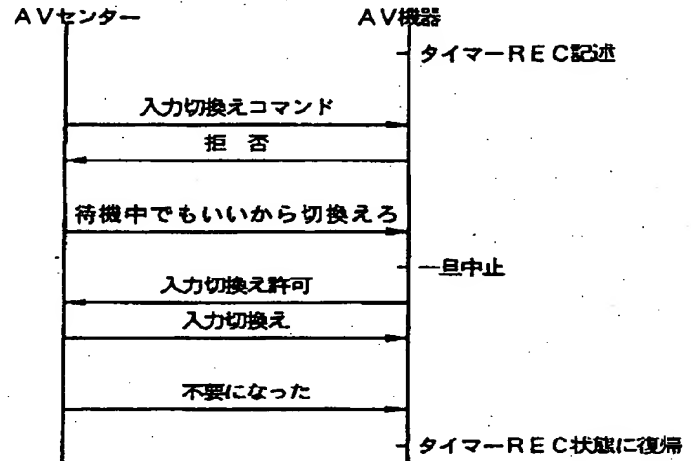 AVセンター
AV機器
タイマーREC記述
入力切換えコマンド
拒否
待機中でもいいから切換えろ
一旦中止
入力切換え許可
入力切換え
不要になった
タイマーREC状態に復帰